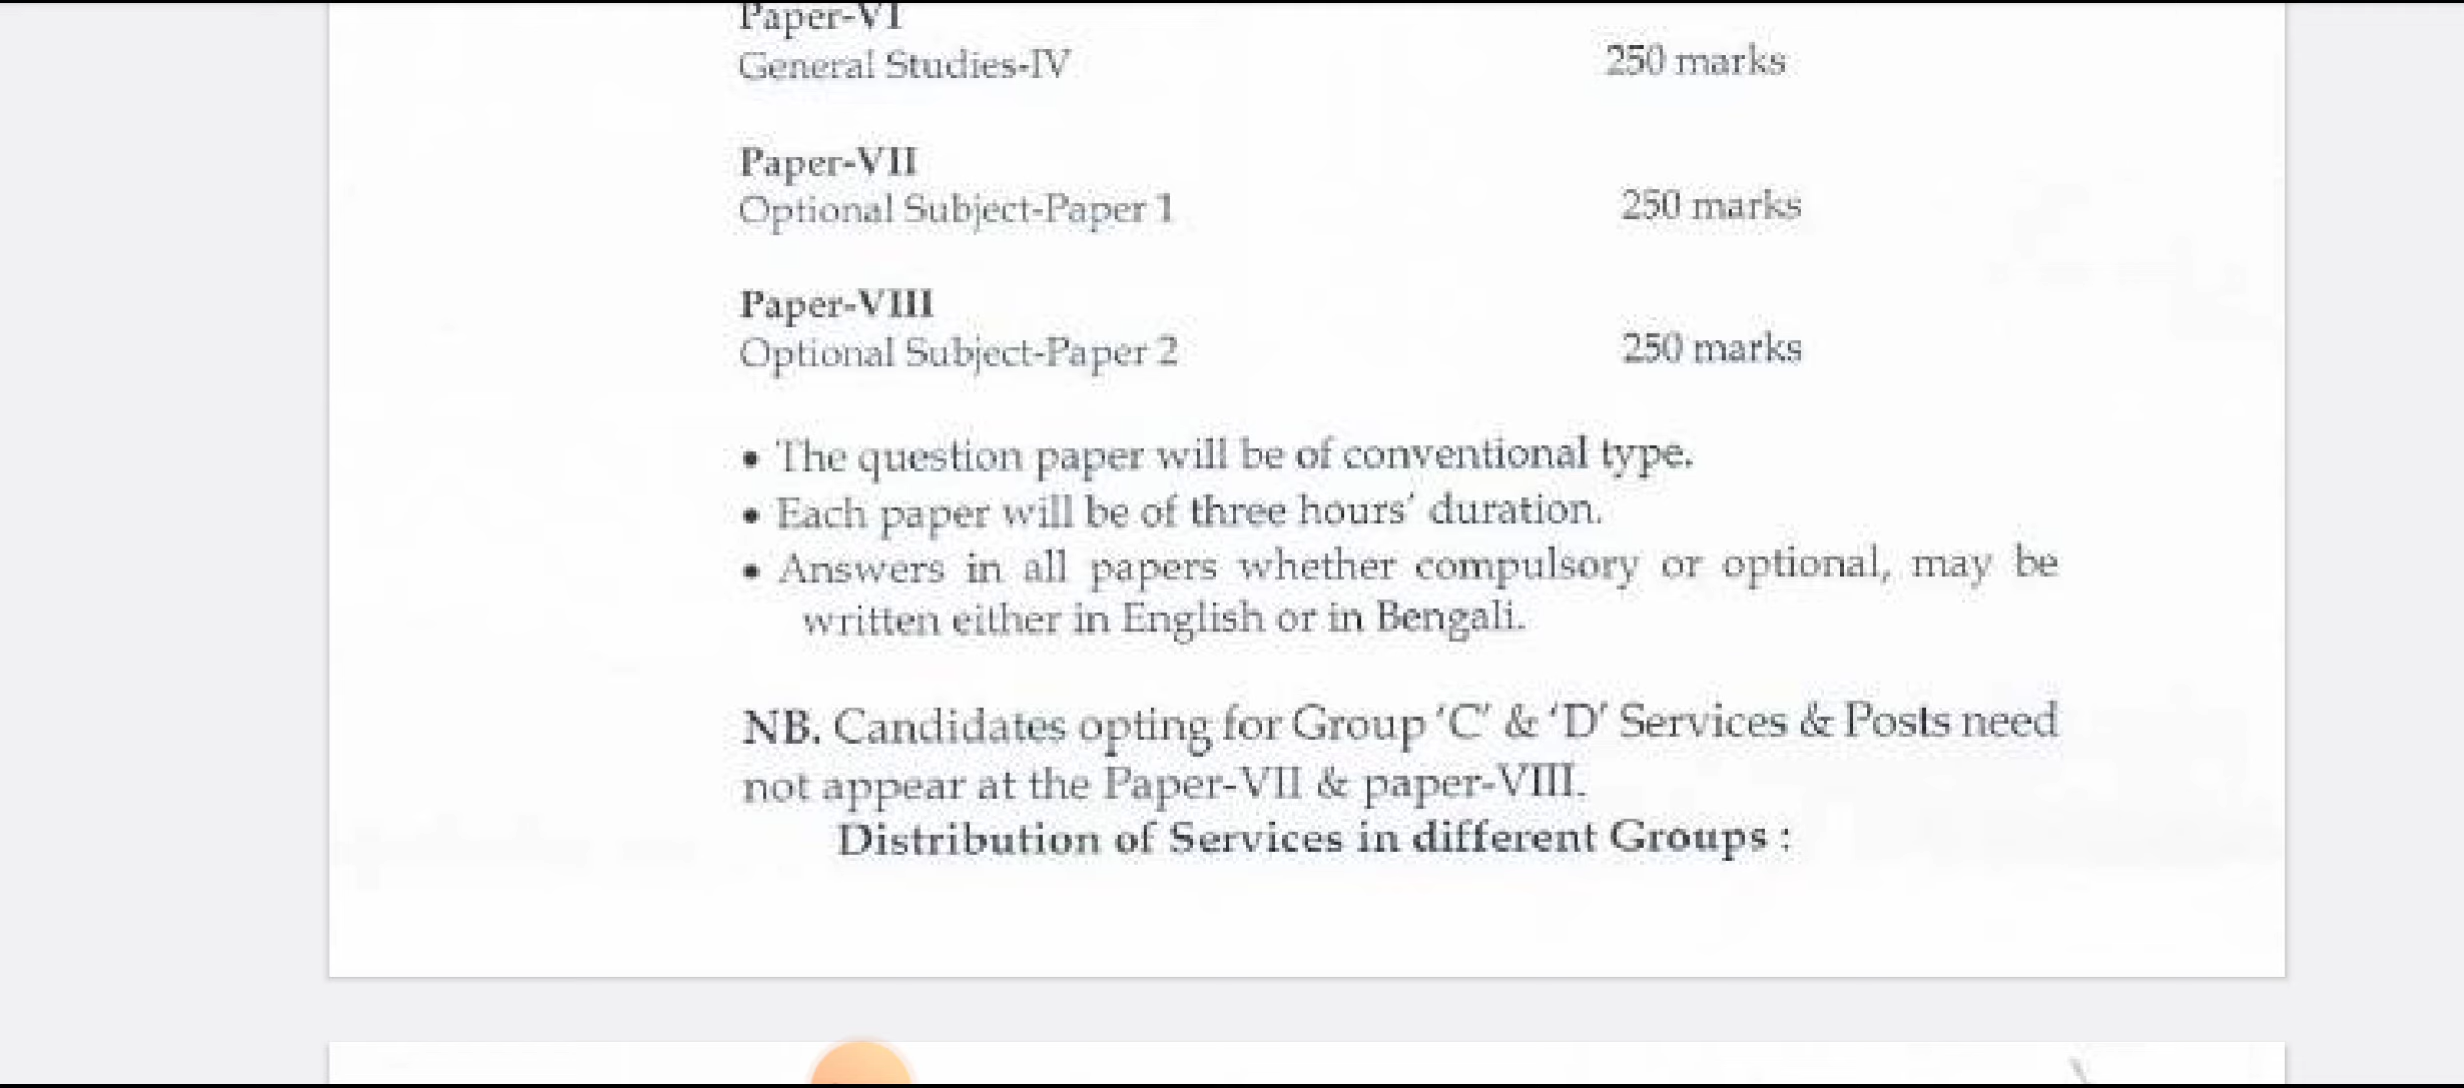 Paper-VI
General Studies-IV 250 marks
Paper-VII
Optional Subject-Paper 1 250 marks
Paper-VIII
Optional Subject-Paper 2 250 marks
• The question paper will be of conventional type.
• Each paper will be of three hours' duration.
• Answers in all papers whether compulsory or optional, may be
written either in English or in Bengali.
NB. Candidates opting for Group 'C' & 'D' Services & Posts need
not appear at the Paper-VII & paper-VIII.
Distribution of Services in different Groups :